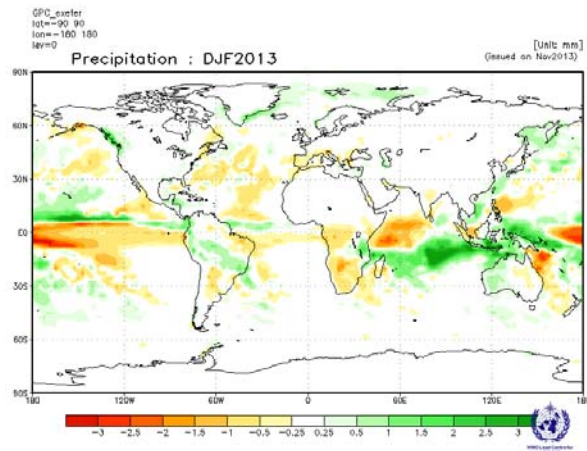 GPC_exeter
lat=-90 90
lon=-180 180
lev=0
[Unit: mm]
Precipitation : DJF2013
(issued on Nov2013)
90N
60N
30N
EQ
30S
60S
90S
180 120W 60W 0 60E 120E 180
-3 -2.5 -2 -1.5 -1 -0.5 -0.25 0.25 0.5 1 1.5 2 2.5 3